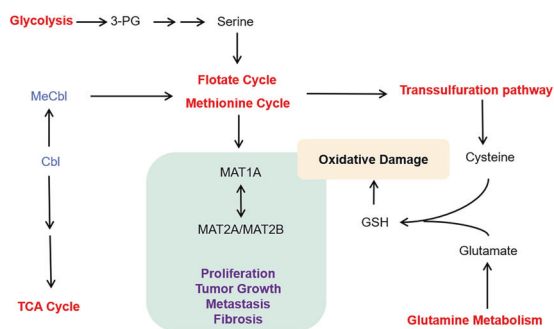 Glycolysis 3-PG Serine
Flotate Cycle
Methionine Cycle
MeCbl
Transsulfuration pathway
Cbl
Oxidative Damage
Cysteine
MAT1A
MAT2A/MAT2B
GSH
Glutamate
Proliferation
Tumor Growth
Metastasis
Fibrosis
TCA Cycle
Glutamine Metabolism